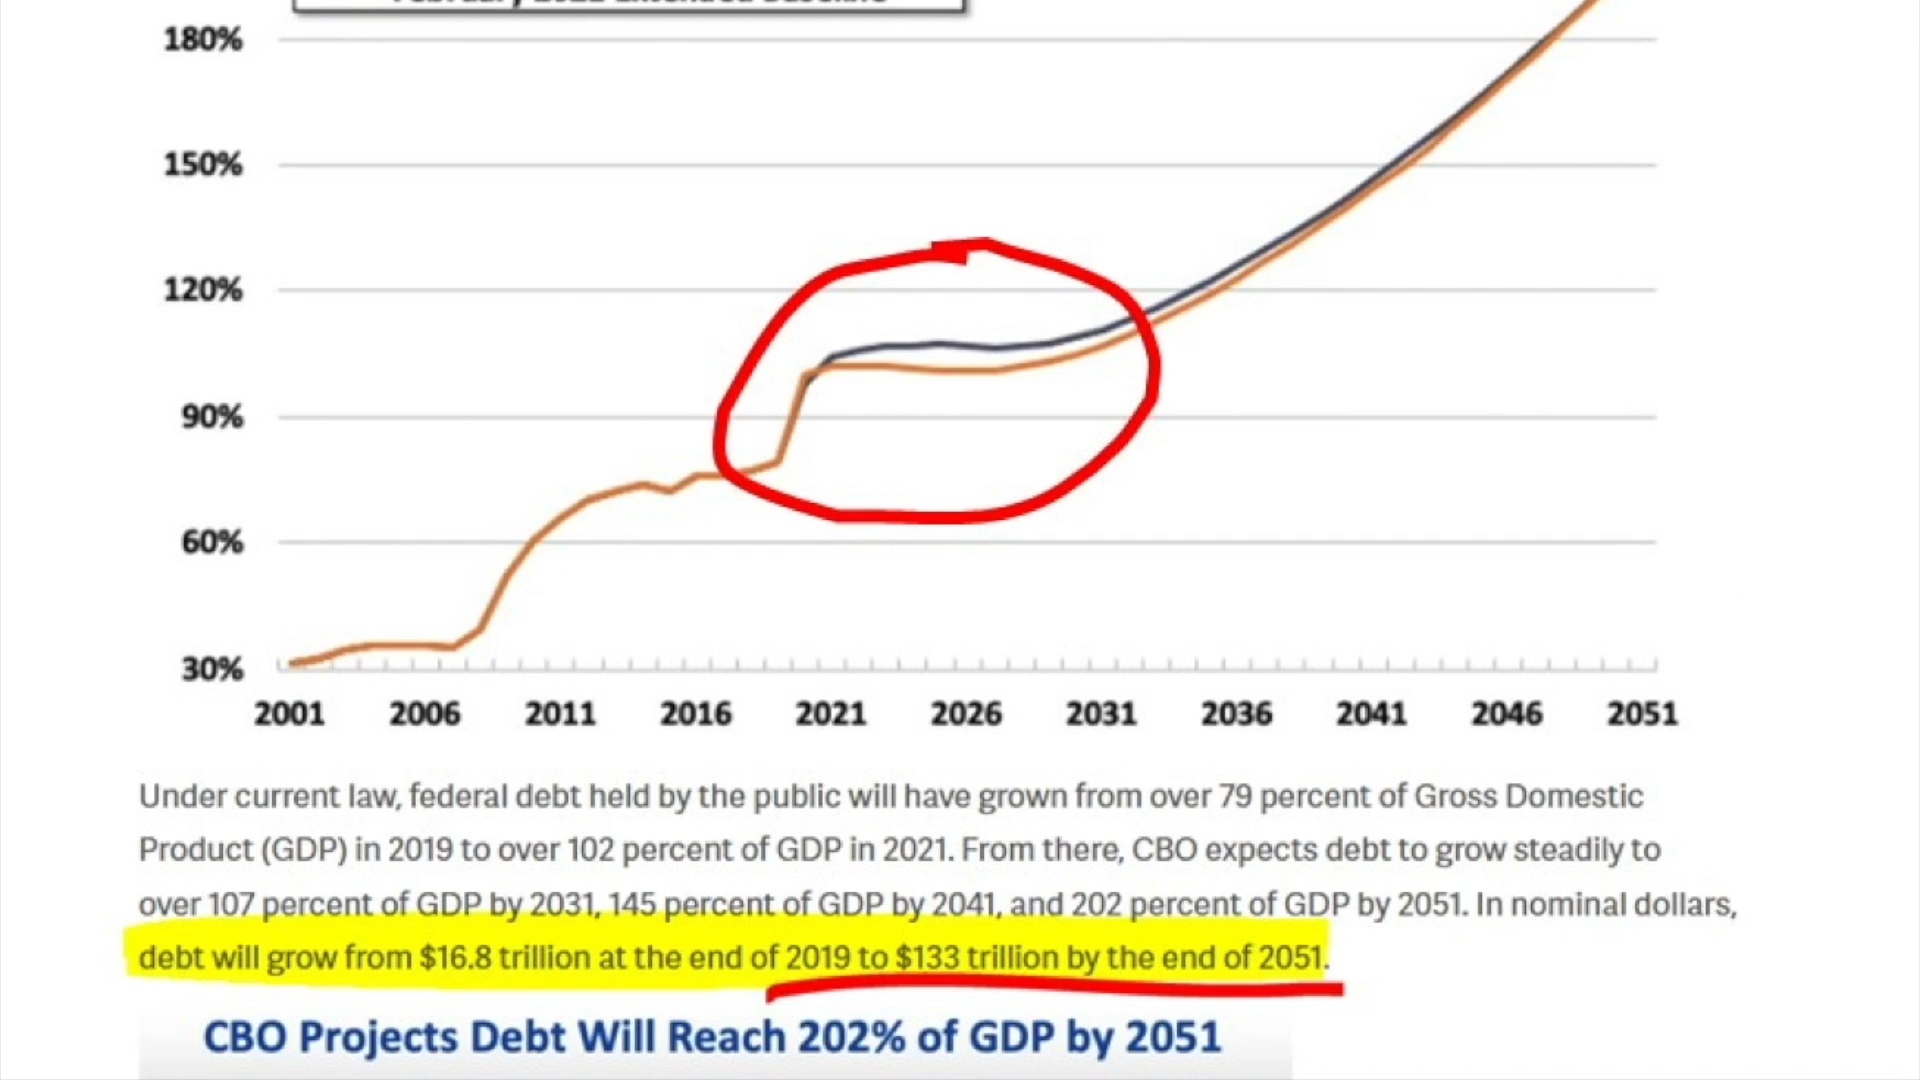 February 2021 Extended Baseline
180%
150%
120%
90%
60%
30%
2001 2006 2011 2016 2021 2026 2031 2036 2041 2046 2051
Under current law, federal debt held by the public will have grown from over 79 percent of Gross Domestic
Product (GDP) in 2019 to over 102 percent of GDP in 2021. From there, CBO expects debt to grow steadily to
over 107 percent of GDP by 2031, 145 percent of GDP by 2041, and 202 percent of GDP by 2051. In nominal dollars,
debt will grow from $16.8 trillion at the end of 2019 to $133 trillion by the end of 2051.
CBO Projects Debt Will Reach 202% of GDP by 2051